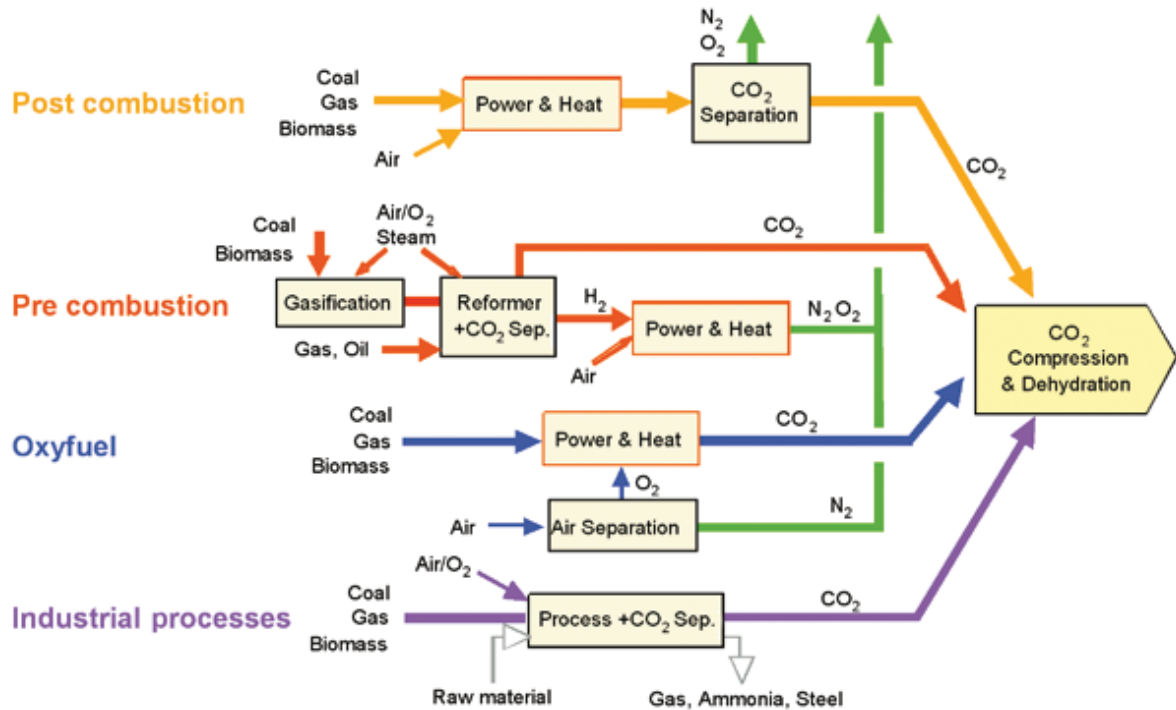 N₂
O₂
Post combustion
Coal
Gas
Biomass
Air
Power & Heat
CO₂
Separation
CO₂
Pre combustion
Coal
Biomass
Air/O₂
Steam
Gasification
Gas, Oil
Reformer
+CO₂ Sep.
CO₂
H₂
Air
Power & Heat
N₂ O₂
CO₂
Compression
& Dehydration
Oxyfuel
Coal
Gas
Biomass
Power & Heat
CO₂
O₂
Air
Air Separation
N₂
Industrial processes
Air/O₂
Coal
Gas
Biomass
Process +CO₂ Sep.
CO₂
Raw material
Gas, Ammonia, Steel